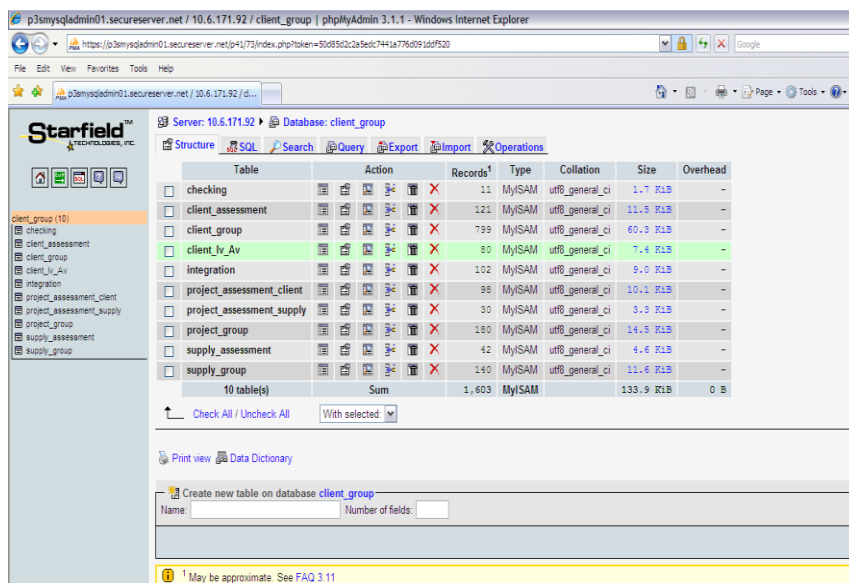 p3smysqladmin01.secureserver.net / 10.6.171.92 / client_group | phpMyAdmin 3.1.1 - Windows Internet Explorer
https://p3smysqladmin01.secureserver.net/p41/73/index.php?token=50d85d2c2a5edc7441a776d091ddf520 Google
File Edit View Favorites Tools Help
p3smysqladmin01.secureserver.net / 10.6.171.92 / d... Page Tools
Starfield™
TECHNOLOGIES, INC.
client_group (10)
checking
client_assessment
client_group
client_lv_Av
integration
project_assessment_client
project_assessment_supply
project_group
supply_assessment
supply_group
Server: 10.6.171.92 Database: client_group
Structure SQL Search Query Export Import Operations
Table Action Records1 Type Collation Size Overhead
checking 11 MyISAM utf8_general_ci 1.7 KiB -
client_assessment 121 MyISAM utf8_general_ci 11.5 KiB -
client_group 799 MyISAM utf8_general_ci 60.3 KiB -
client_lv_Av 80 MyISAM utf8_general_ci 7.4 KiB -
integration 102 MyISAM utf8_general_ci 9.0 KiB -
project_assessment_client 98 MyISAM utf8_general_ci 10.1 KiB -
project_assessment_supply 30 MyISAM utf8_general_ci 3.3 KiB -
project_group 180 MyISAM utf8_general_ci 14.5 KiB -
supply_assessment 42 MyISAM utf8_general_ci 4.6 KiB -
supply_group 140 MyISAM utf8_general_ci 11.6 KiB -
10 table(s) Sum 1,603 MyISAM 133.9 KiB 0 B
Check All / Uncheck All With selected:
Print view Data Dictionary
Create new table on database client_group
Name: Number of fields:
1 May be approximate. See FAQ 3.11